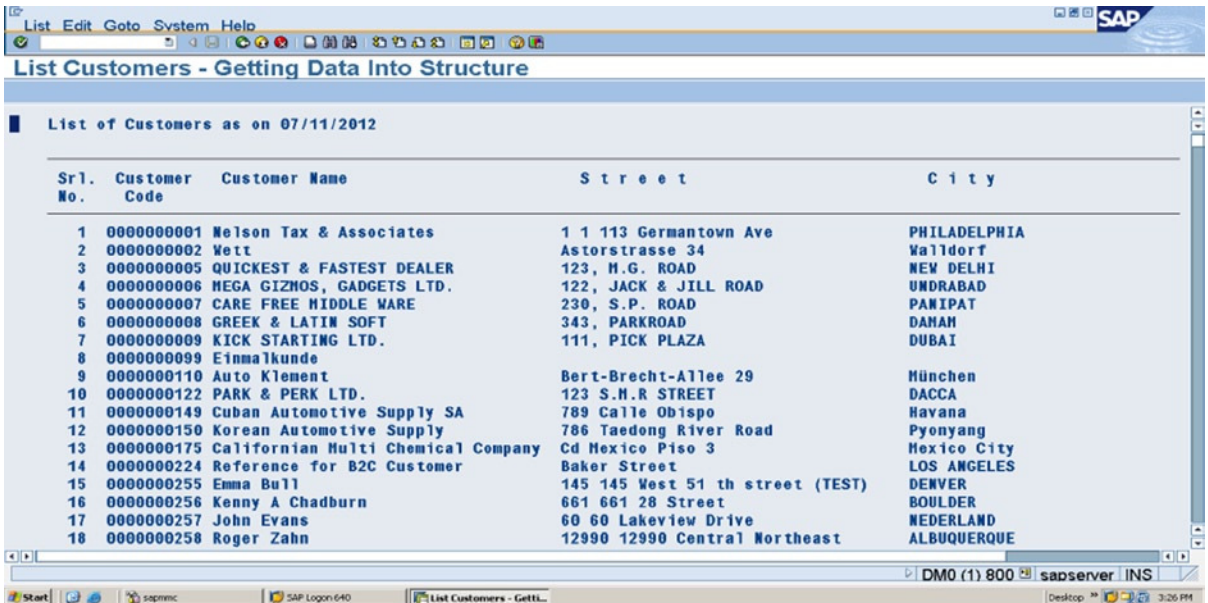 List Edit Goto System Help
SAP
List Customers - Getting Data Into Structure
List of Customers as on 07/11/2012
Srl. Customer Customer Name S t r e e t C i t y
No. Code
1 0000000001 Nelson Tax & Associates 1 1 113 Germantown Ave PHILADELPHIA
2 0000000002 Wett Astorstrasse 34 Walldorf
3 0000000005 QUICKEST & FASTEST DEALER 123, M.G. ROAD NEW DELHI
4 0000000006 MEGA GIZMOS, GADGETS LTD. 122, JACK & JILL ROAD UNDRABAD
5 0000000007 CARE FREE MIDDLE WARE 230, S.P. ROAD PANIPAT
6 0000000008 GREEK & LATIN SOFT 343, PARKROAD DAMAM
7 0000000009 KICK STARTING LTD. 111, PICK PLAZA DUBAI
8 0000000099 Einmalkunde
9 0000000110 Auto Klement Bert-Brecht-Allee 29 München
10 0000000122 PARK & PERK LTD. 123 S.M.R STREET DACCA
11 0000000149 Cuban Automotive Supply SA 789 Calle Obispo Havana
12 0000000150 Korean Automotive Supply 786 Taedong River Road Pyonyang
13 0000000175 Californian Multi Chemical Company Cd Mexico Piso 3 Mexico City
14 0000000224 Reference for B2C Customer Baker Street LOS ANGELES
15 0000000255 Emma Bull 145 145 West 51 th street (TEST) DENVER
16 0000000256 Kenny A Chadburn 661 661 28 Street BOULDER
17 0000000257 John Evans 60 60 Lakeview Drive NEDERLAND
18 0000000258 Roger Zahn 12990 12990 Central Northeast ALBUQUERQUE
DM0 (1) 800 sapserver INS
Start sapmmc SAP Logon 640 List Customers - Getti... Desktop 3:26 PM